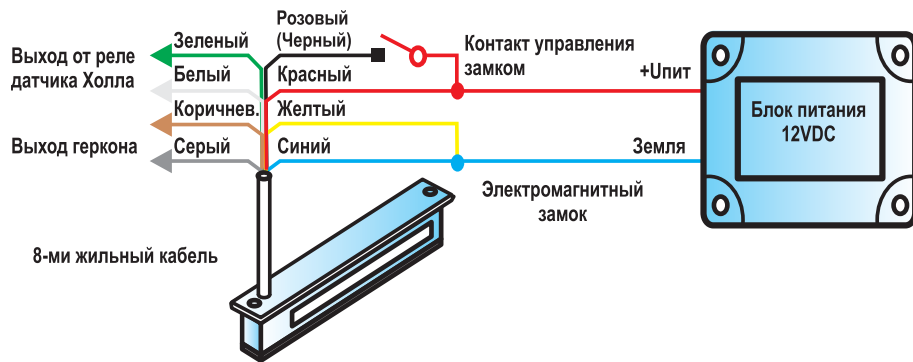 Выход от реле
датчика Холла
Зеленый
Белый
Коричнев.
Выход геркона
Серый
Розовый
(Черный)
Красный
Желтый
Синий
Контакт управления
замком
+Uпит
Земля
Блок питания
12VDC
Электромагнитный
замок
8-ми жильный кабель